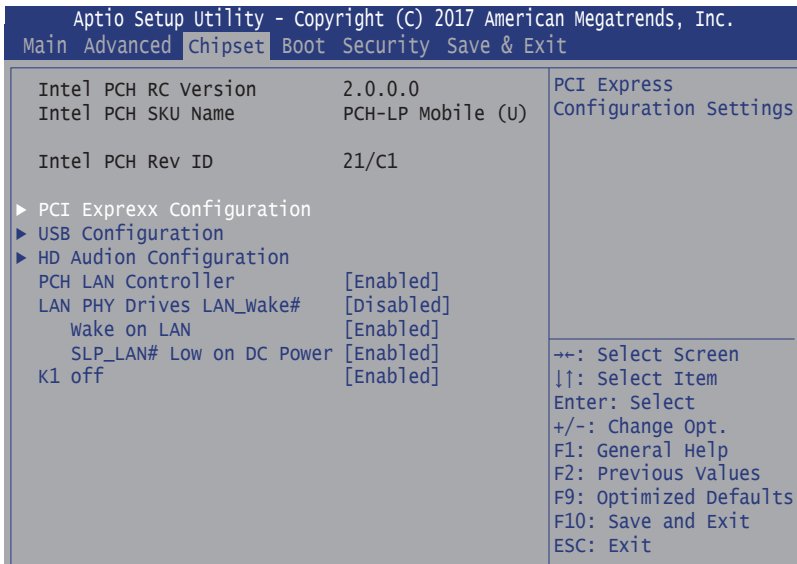 Aptio Setup Utility - Copyright (C) 2017 American Megatrends, Inc.
Main Advanced Chipset Boot Security Save & Exit
Intel PCH RC Version 2.0.0.0
Intel PCH SKU Name PCH-LP Mobile (U)
Intel PCH Rev ID 21/C1
▶ PCI Exprexx Configuration
▶ USB Configuration
▶ HD Audion Configuration
PCH LAN Controller [Enabled]
LAN PHY Drives LAN_Wake# [Disabled]
Wake on LAN [Enabled]
SLP_LAN# Low on DC Power [Enabled]
K1 off [Enabled]
PCI Express
Configuration Settings
→←: Select Screen
↓↑: Select Item
Enter: Select
+/-: Change Opt.
F1: General Help
F2: Previous Values
F9: Optimized Defaults
F10: Save and Exit
ESC: Exit